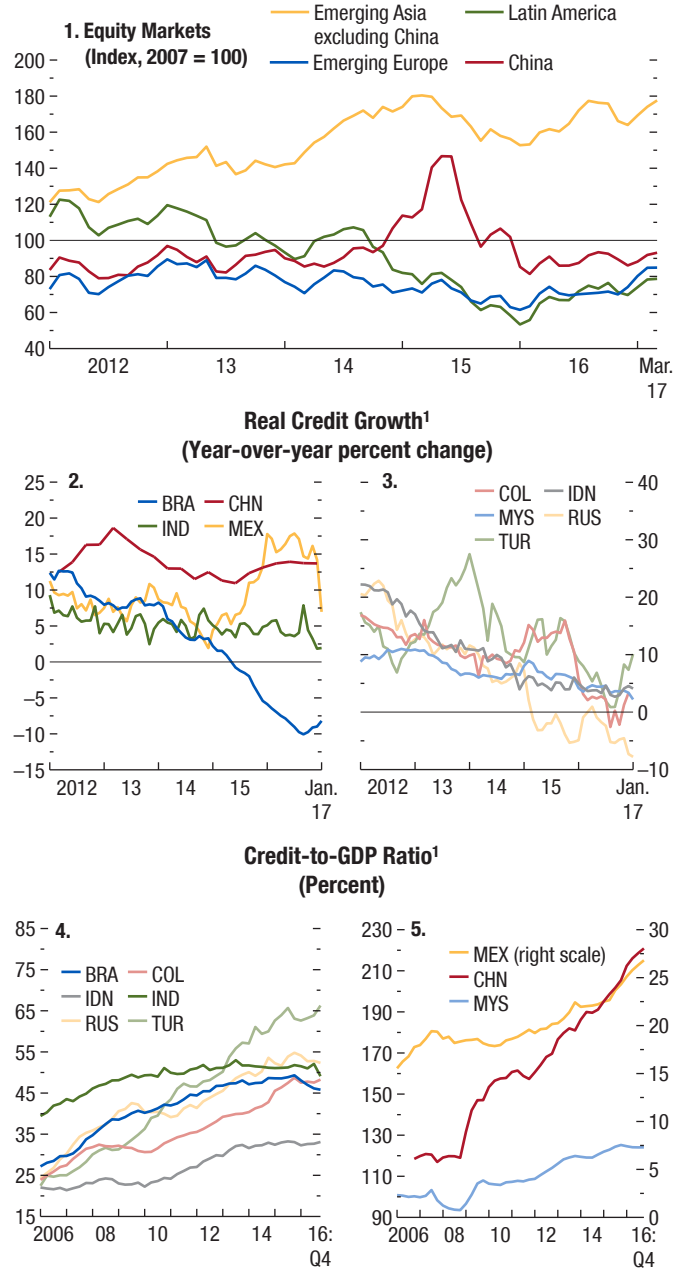 1. Equity Markets
(Index, 2007 = 100)
Emerging Asia
excluding China
Latin America
Emerging Europe
China
200
180
160
140
120
100
80
60
40
2012 13 14 15 16 Mar.
17
Real Credit Growth¹
(Year-over-year percent change)
2.
BRA CHN
IND MEX
25
20
15
10
5
0
–5
–10
–15
2012 13 14 15 Jan.
17
3.
COL IDN
MYS RUS
TUR
40
30
20
10
0
–10
2012 13 14 15 Jan.
17
Credit-to-GDP Ratio¹
(Percent)
4.
BRA COL
IDN IND
RUS TUR
85
75
65
55
45
35
25
15
2006 08 10 12 14 16:
Q4
5.
MEX (right scale)
CHN
MYS
230
210
190
170
150
130
110
90
30
25
20
15
10
5
0
2006 08 10 12 14 16:
Q4